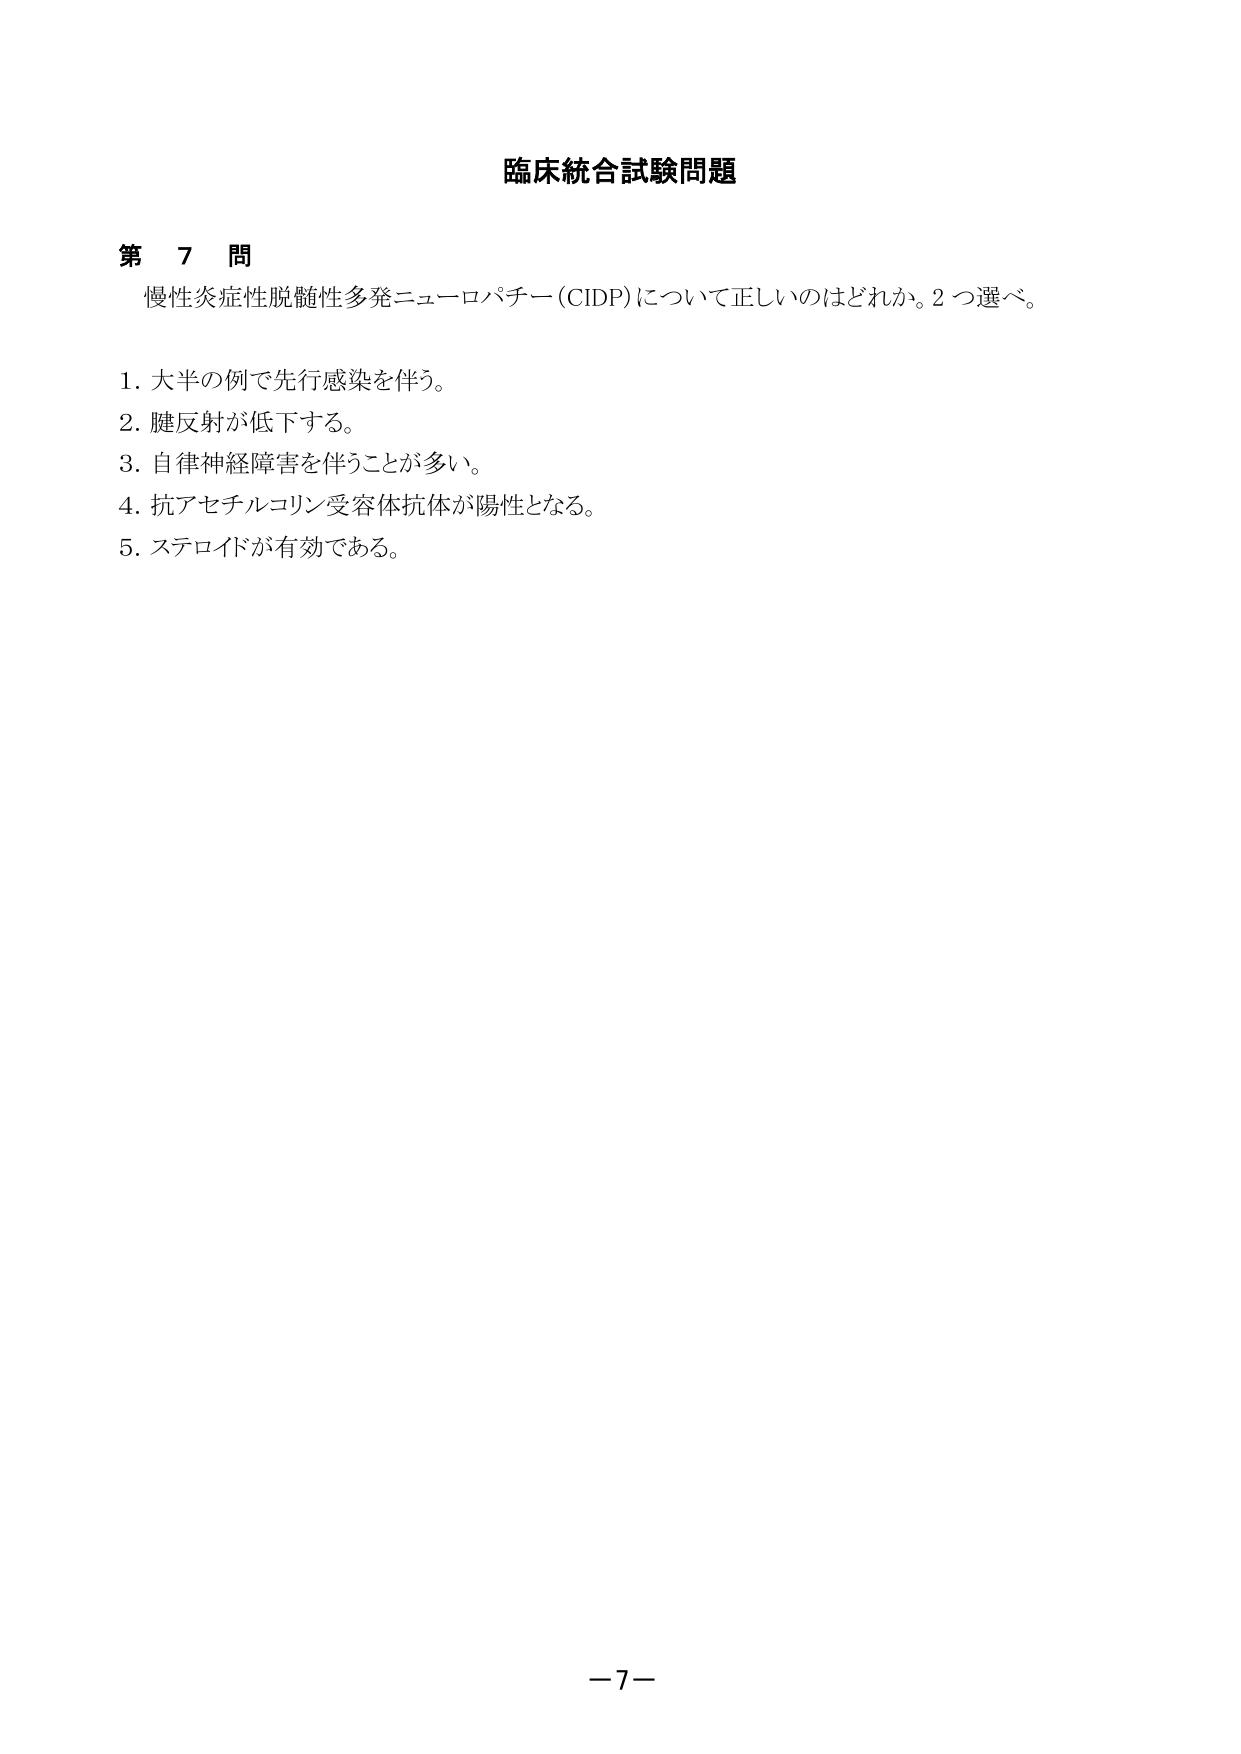 臨床統合試験問題
第 7 問
慢性炎症性脱髄性多発ニューロパチー(CIDP)について正しいのはどれか。2 つ選べ。
1. 大半の例で先行感染を伴う。
2. 腱反射が低下する。
3. 自律神経障害を伴うことが多い。
4. 抗アセチルコリン受容体抗体が陽性となる。
5. ステロイドが有効である。
－7－